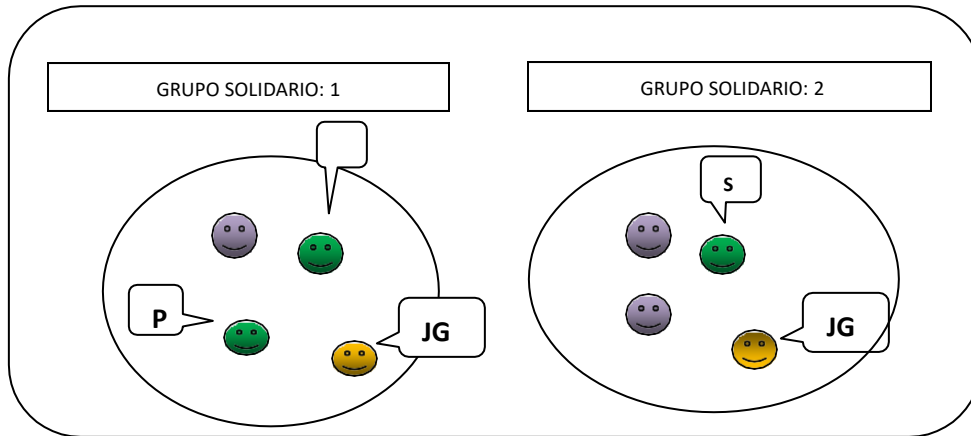 GRUPO SOLIDARIO: 1
GRUPO SOLIDARIO: 2
S
P
JG
JG